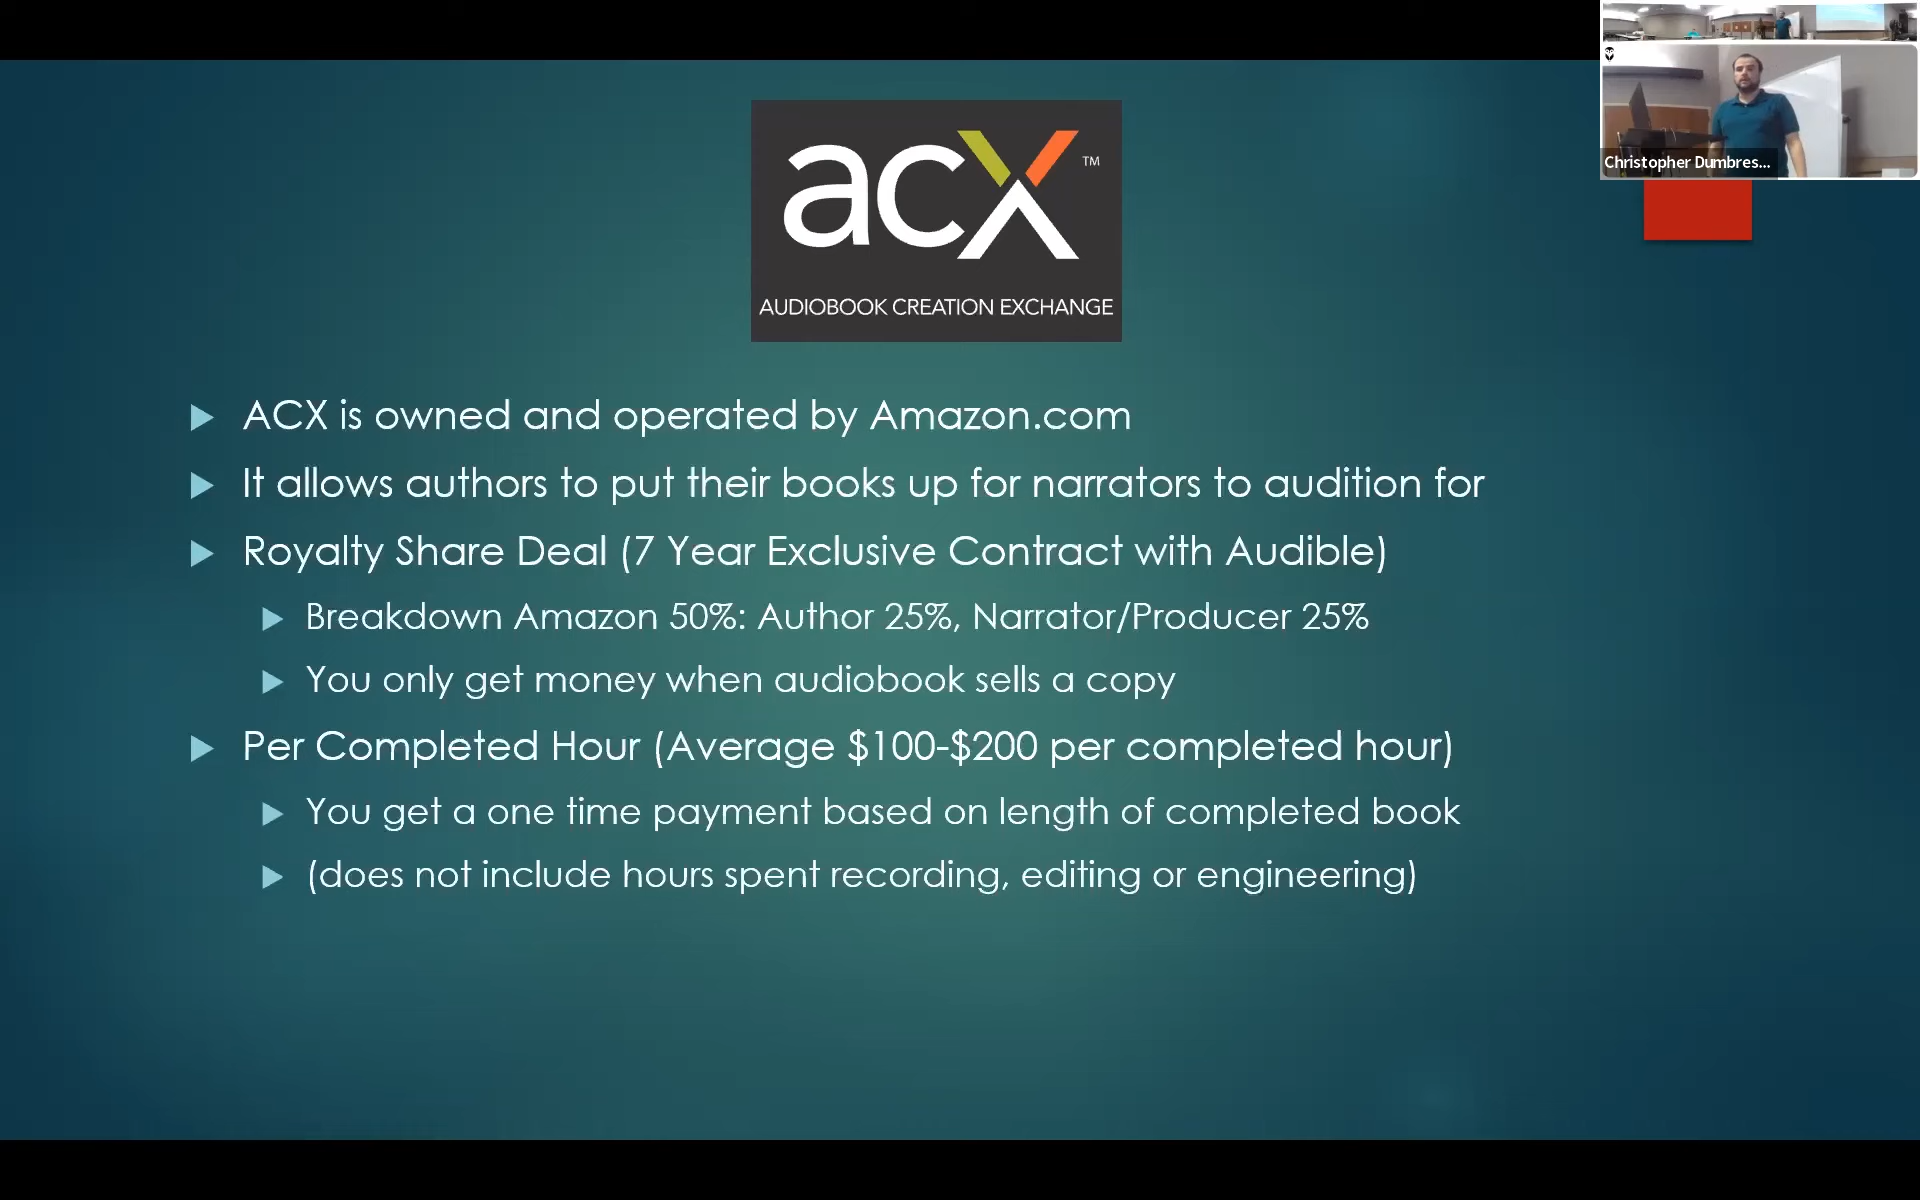 acx™
AUDIOBOOK CREATION EXCHANGE
Christopher Dumbres...
ACX is owned and operated by Amazon.com
It allows authors to put their books up for narrators to audition for
Royalty Share Deal (7 Year Exclusive Contract with Audible)
Breakdown Amazon 50%: Author 25%, Narrator/Producer 25%
You only get money when audiobook sells a copy
Per Completed Hour (Average $100-$200 per completed hour)
You get a one time payment based on length of completed book
(does not include hours spent recording, editing or engineering)